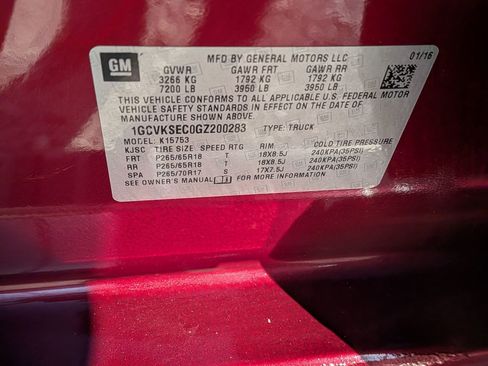 GM
MFD BY GENERAL MOTORS LLC 01/16
GVWR GAWR FRT GAWR RR
3266 KG 1792 KG 1792 KG
7200 LB 3950 LB 3950 LB
THIS VEHICLE CONFORMS TO ALL APPLICABLE U.S. FEDERAL MOTOR
VEHICLE SAFETY STANDARDS IN EFFECT ON THE DATE OF
MANUFACTURE SHOWN ABOVE.
1GCVKSEC0GZ200283 TYPE: TRUCK
MODEL: K15753
KJSC TIRE SIZE SPEED RTG RIM COLD TIRE PRESSURE
FRT P265/65R18 T 18X8.5J 240KPA(35PSI)
RR P265/65R18 T 18X8.5J 240KPA(35PSI)
SPA P265/70R17 S 17X7.5J 240KPA(35PSI)
SEE OWNER'S MANUAL FOR MORE INFORMATION